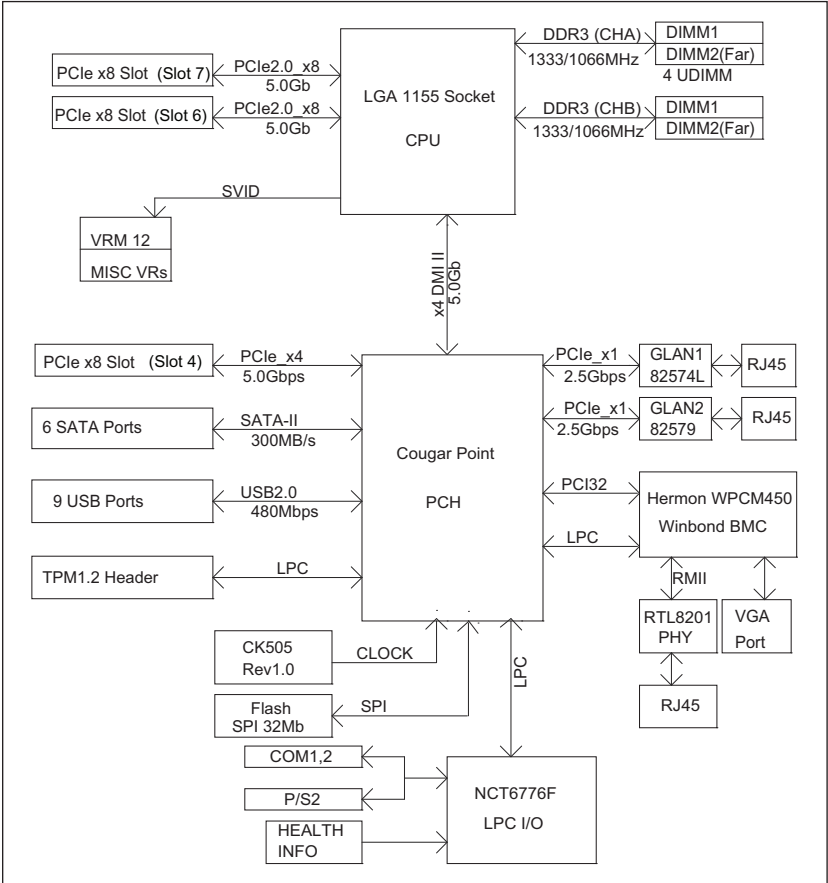 PCIe x8 Slot (Slot 7)
PCIe2.0_x8
5.0Gb
PCIe x8 Slot (Slot 6)
PCIe2.0_x8
5.0Gb
LGA 1155 Socket
CPU
DDR3 (CHA)
1333/1066MHz
DIMM1
DIMM2(Far)
4 UDIMM
DDR3 (CHB)
1333/1066MHz
DIMM1
DIMM2(Far)
SVID
VRM 12
MISC VRs
x4 DMI II
5.0Gb
PCIe x8 Slot (Slot 4)
PCIe_x4
5.0Gbps
6 SATA Ports
SATA-II
300MB/s
9 USB Ports
USB2.0
480Mbps
TPM1.2 Header
LPC
Cougar Point
PCH
PCIe_x1
2.5Gbps
GLAN1
82574L
RJ45
PCIe_x1
2.5Gbps
GLAN2
82579
RJ45
PCI32
LPC
Hermon WPCM450
Winbond BMC
RMII
RTL8201
PHY
VGA
Port
RJ45
CK505
Rev1.0
CLOCK
Flash
SPI 32Mb
SPI
LPC
COM1,2
P/S2
HEALTH
INFO
NCT6776F
LPC I/O